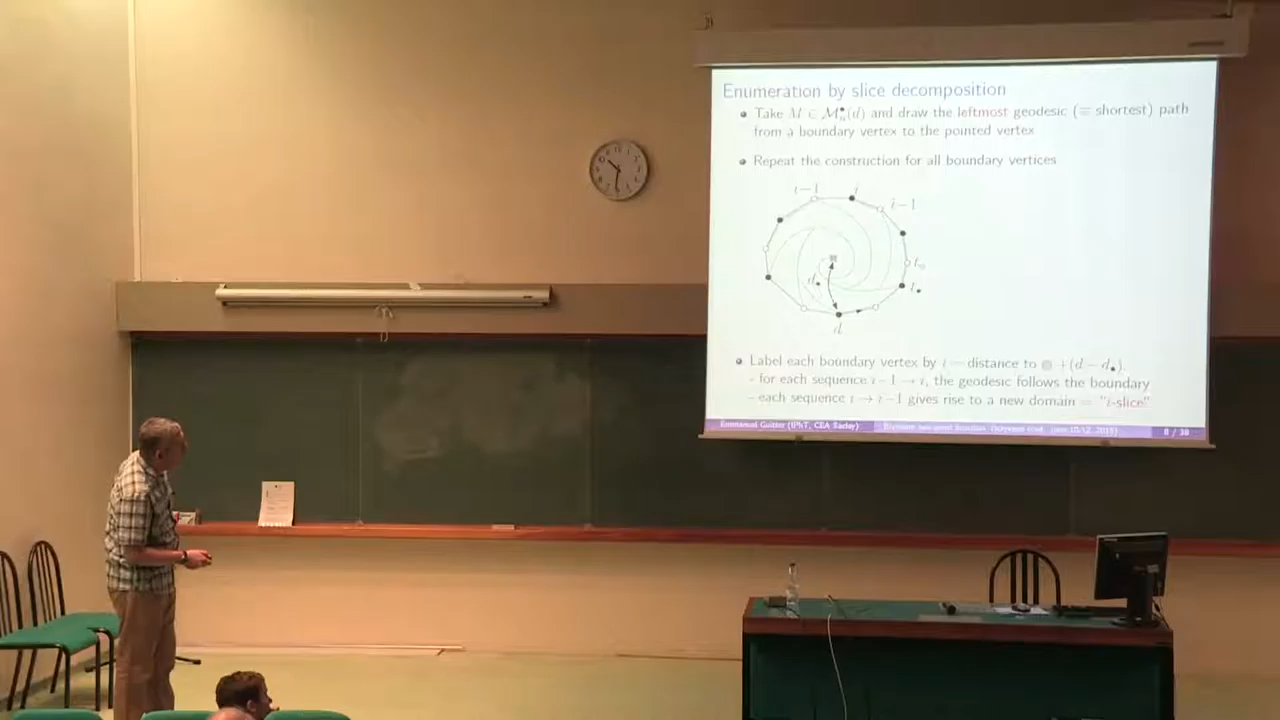 Enumeration by slice decomposition
Take M ∈ 𝓜•ₙ(d) and draw the leftmost geodesic (≡ shortest) path
from a boundary vertex to the pointed vertex
Repeat the construction for all boundary vertices
i−1 i
i−1
d• i•
d
Label each boundary vertex by i = distance to +(d − d•)
- for each sequence i−1 → i, the geodesic follows the boundary
- each sequence i → i−1 gives rise to a new domain = "i-slice"
Emmanuel Guitter (IPhT, CEA Saclay)
8 / 38